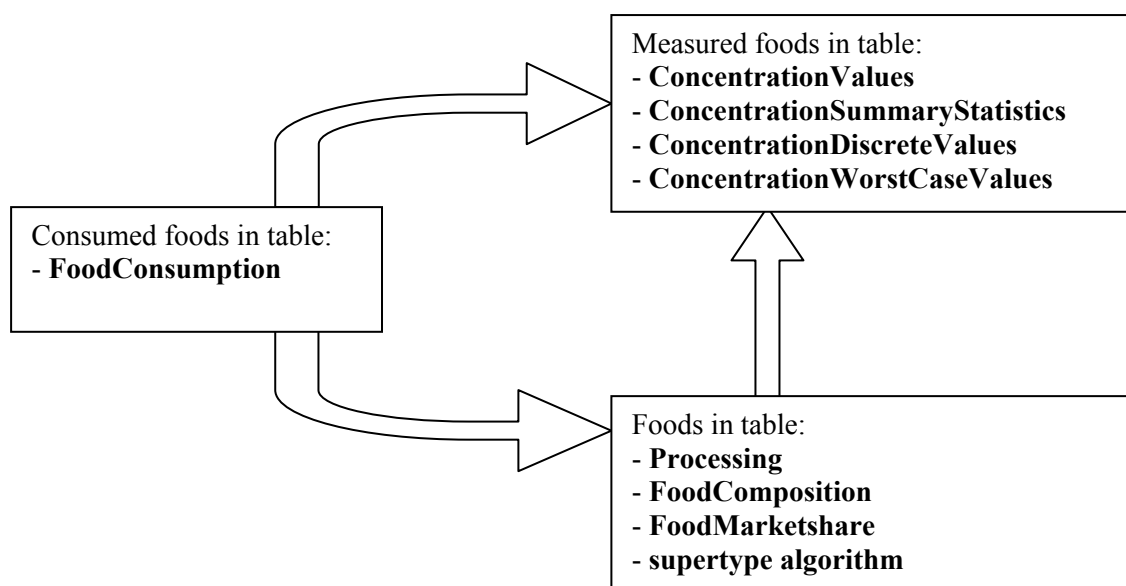 Measured foods in table:
- ConcentrationValues
- ConcentrationSummaryStatistics
- ConcentrationDiscreteValues
- ConcentrationWorstCaseValues
Consumed foods in table:
- FoodConsumption
Foods in table:
- Processing
- FoodComposition
- FoodMarketshare
- supertype algorithm